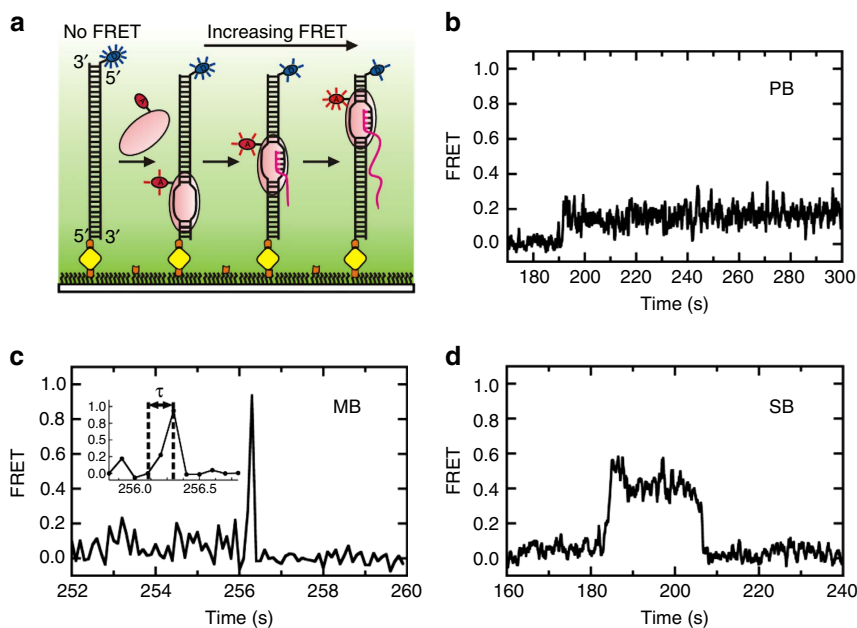 a
No FRET
Increasing FRET
3′
5′
D
D
D
D
A
A
A
A
5′
3′
b
PB
1.0
0.8
0.6
0.4
0.2
0.0
FRET
180 200 220 240 260 280 300
Time (s)
c
MB
1.0
0.8
0.6
0.4
0.2
0.0
FRET
τ
1.0
0.8
0.5
0.2
0.0
256.0 256.5
252 254 256 258 260
Time (s)
d
SB
1.0
0.8
0.6
0.4
0.2
0.0
FRET
160 180 200 220 240
Time (s)